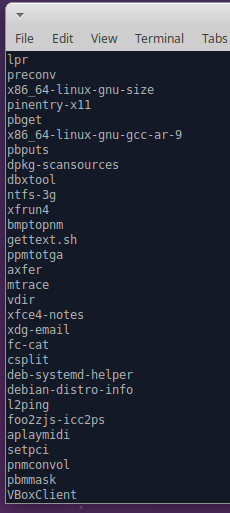 File Edit View Terminal Tabs
lpr
preconv
x86_64-linux-gnu-size
pinentry-x11
pbget
x86_64-linux-gnu-gcc-ar-9
pbputs
dpkg-scansources
dbxtool
ntfs-3g
xfrun4
bmptopnm
gettext.sh
ppmtotga
axfer
mtrace
vdir
xfce4-notes
xdg-email
fc-cat
csplit
deb-systemd-helper
debian-distro-info
l2ping
foo2zjs-icc2ps
aplaymidi
setpci
pnmconvol
pbmmask
VBoxClient